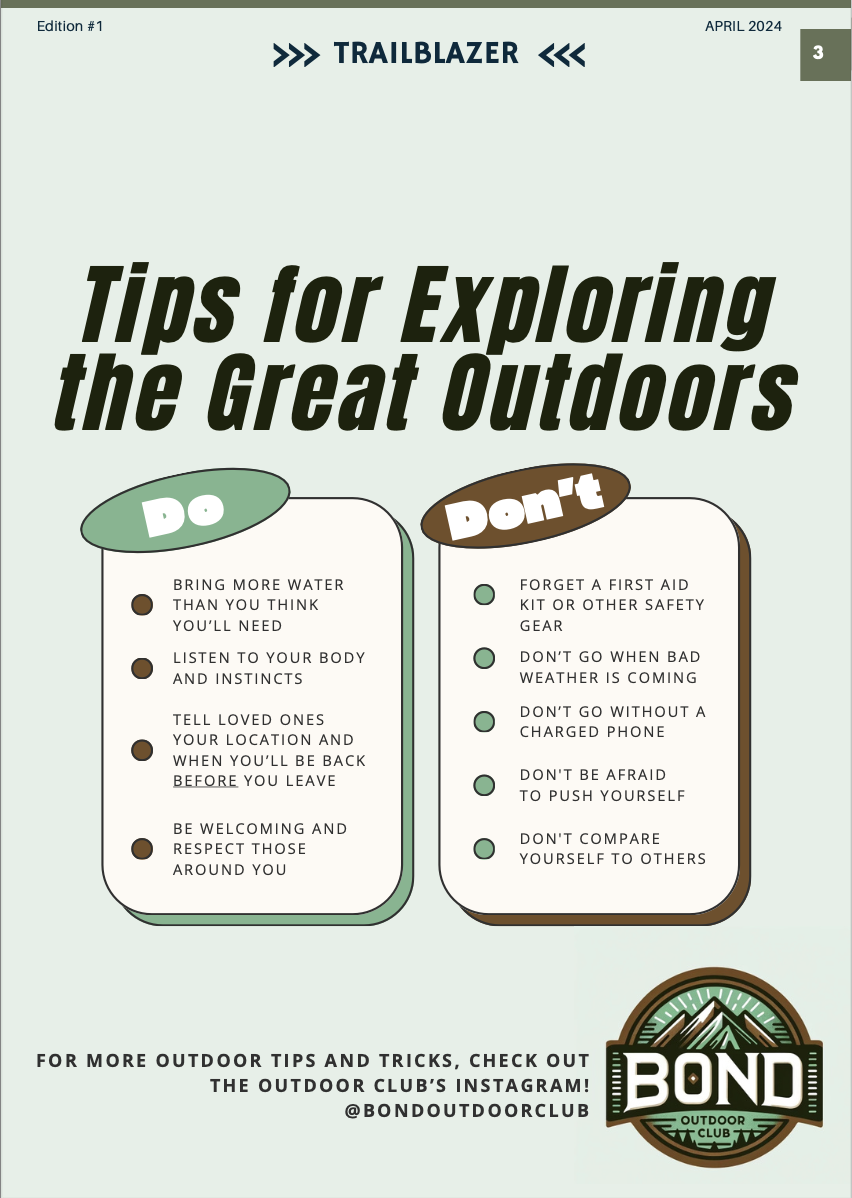 Edition #1
APRIL 2024
>>> TRAILBLAZER <<<
3
Tips for Exploring
the Great Outdoors
Do
BRING MORE WATER
THAN YOU THINK
YOU'LL NEED
LISTEN TO YOUR BODY
AND INSTINCTS
TELL LOVED ONES
YOUR LOCATION AND
WHEN YOU'LL BE BACK
BEFORE YOU LEAVE
BE WELCOMING AND
RESPECT THOSE
AROUND YOU
Don't
FORGET A FIRST AID
KIT OR OTHER SAFETY
GEAR
DON'T GO WHEN BAD
WEATHER IS COMING
DON'T GO WITHOUT A
CHARGED PHONE
DON'T BE AFRAID
TO PUSH YOURSELF
DON'T COMPARE
YOURSELF TO OTHERS
FOR MORE OUTDOOR TIPS AND TRICKS, CHECK OUT
THE OUTDOOR CLUB'S INSTAGRAM!
@BONDOUTDOORCLUB
BOND
OUTDOOR
CLUB